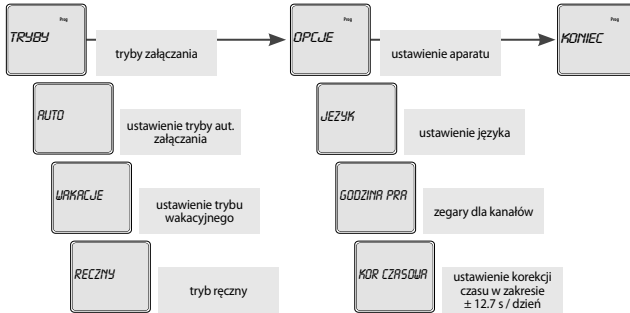 Prog
TRYBY
tryby załączania
Prog
OPCJE
ustawienie aparatu
Prog
KONIEC
AUTO
ustawienie tryby aut.
załączania
JEZYK
ustawienie języka
WAKACJE
ustawienie trybu
wakacyjnego
GODZINA PRA
zegary dla kanałów
RECZNY
tryb ręczny
KOR CZASOWA
ustawienie korekcji
czasu w zakresie
± 12.7 s / dzień